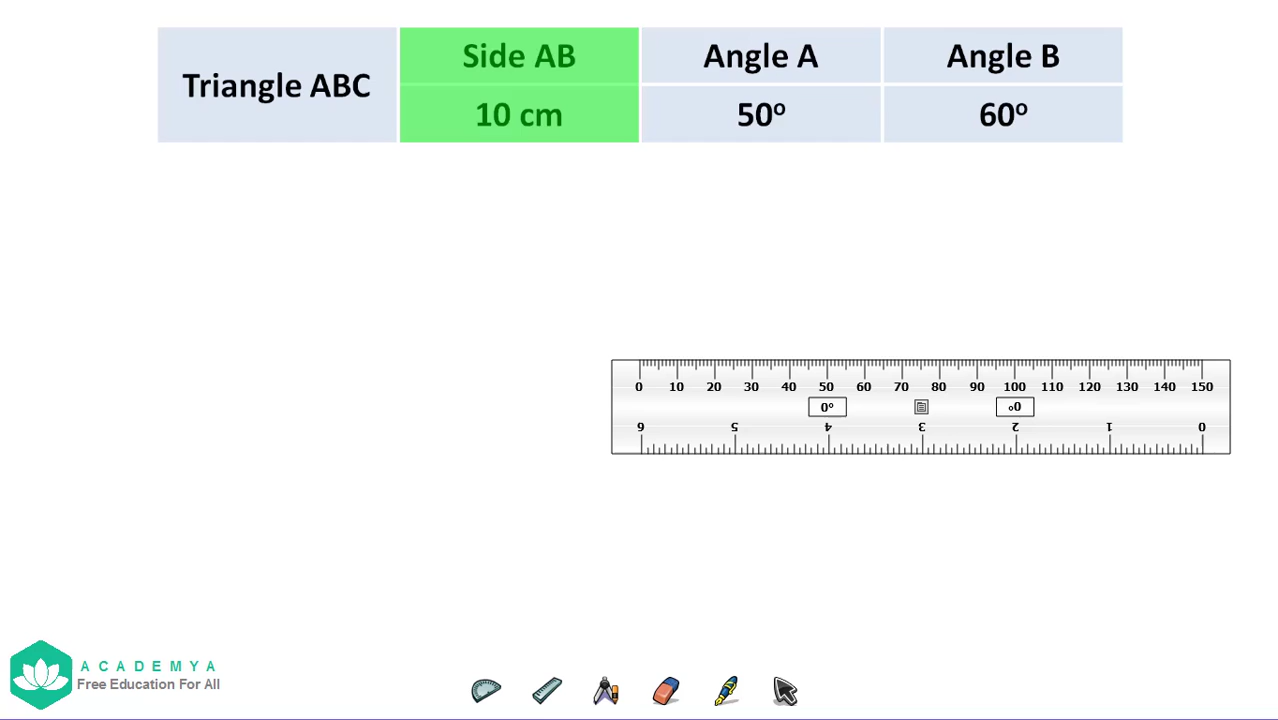 Triangle ABC
Side AB
Angle A
Angle B
10 cm
50º
60º
0 10 20 30 40 50 60 70 80 90 100 110 120 130 140 150
0° 0°
6 5 4 3 2 1 0
ACADEMYA
Free Education For All